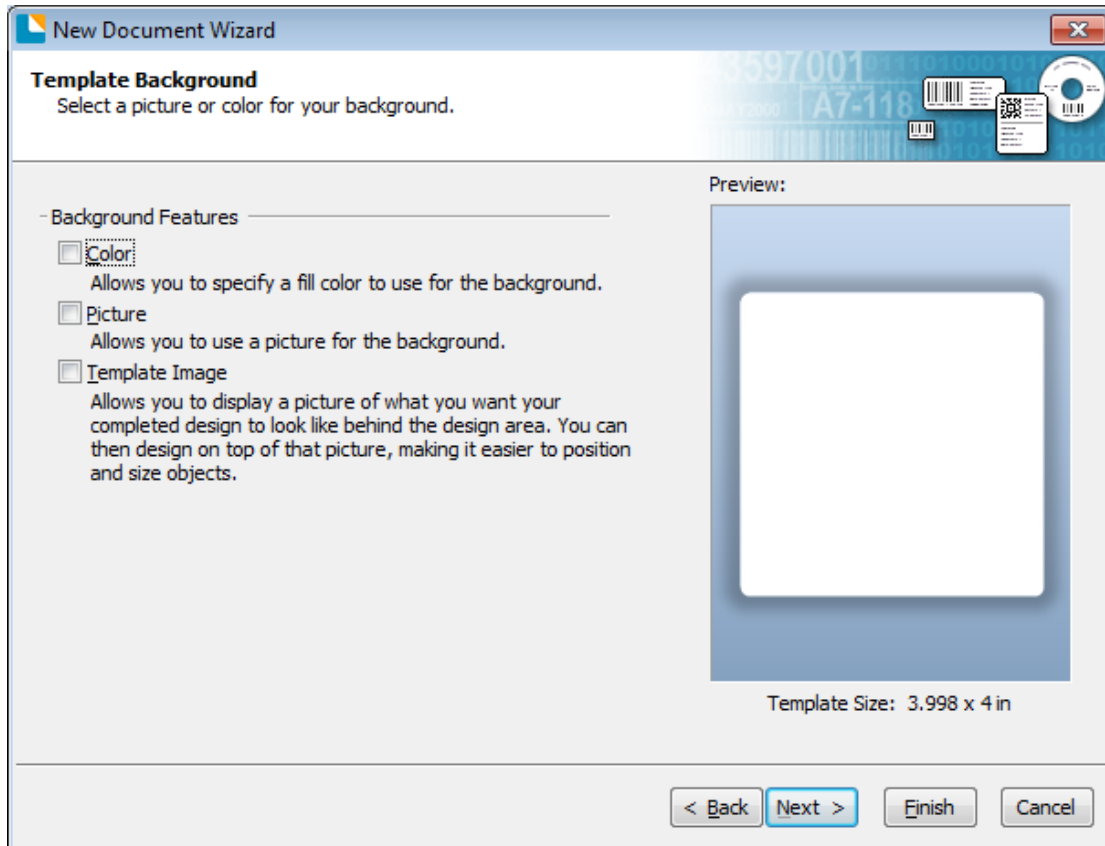 New Document Wizard
Template Background
Select a picture or color for your background.
43597001
A7-118
Preview:
Background Features
Color
Allows you to specify a fill color to use for the background.
Picture
Allows you to use a picture for the background.
Template Image
Allows you to display a picture of what you want your
completed design to look like behind the design area. You can
then design on top of that picture, making it easier to position
and size objects.
Template Size: 3.998 x 4 in
< Back
Next >
Finish
Cancel